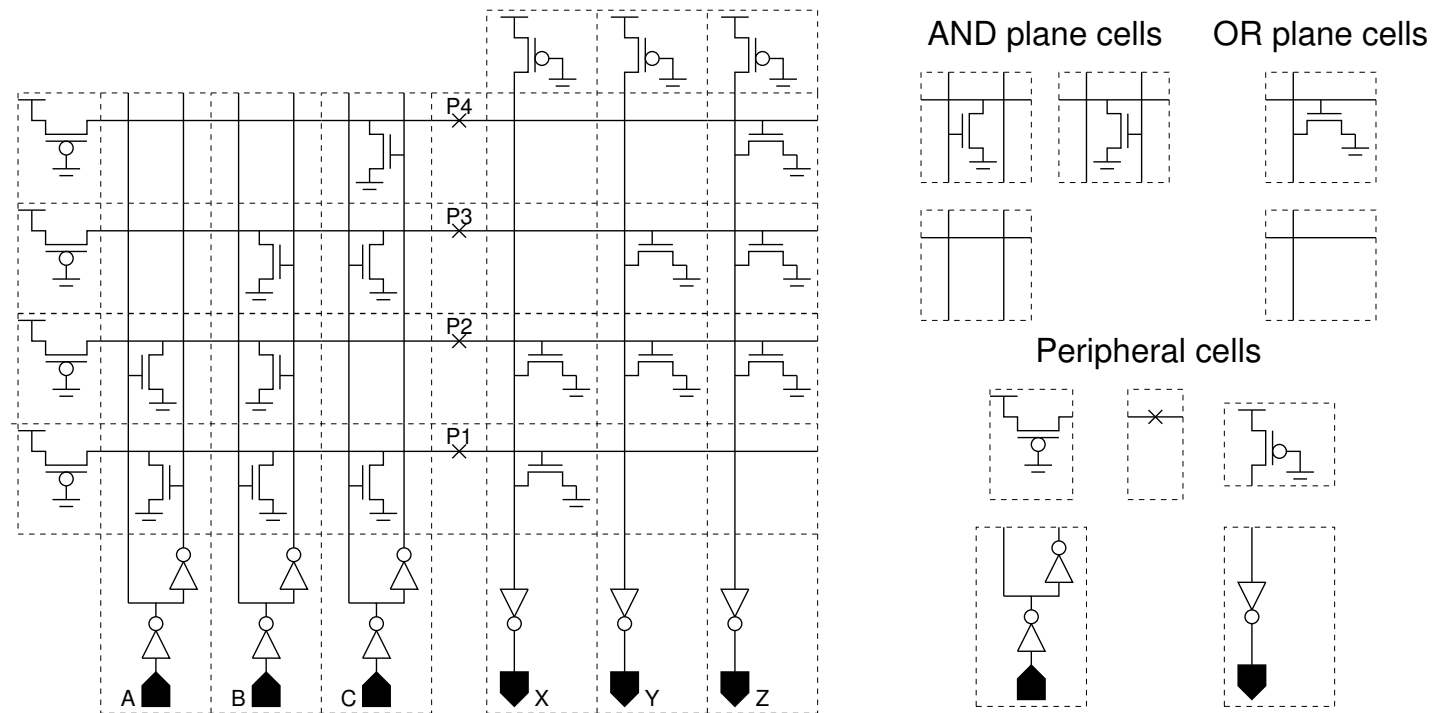 AND plane cells
OR plane cells
P4
P3
P2
Peripheral cells
P1
A
B
C
X
Y
Z